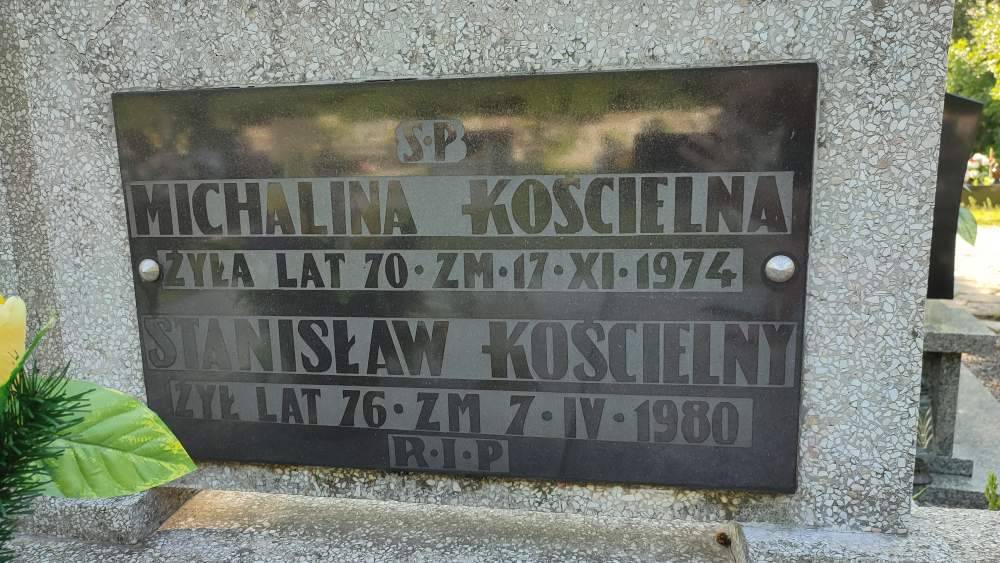 Ś·P
MICHALINA KOŚCIELNA
ŻYŁA LAT 70·ZM·17·XI·1974
STANISŁAW KOŚCIELNY
ŻYŁ LAT 76·ZM 7·IV·1980
R·I·P